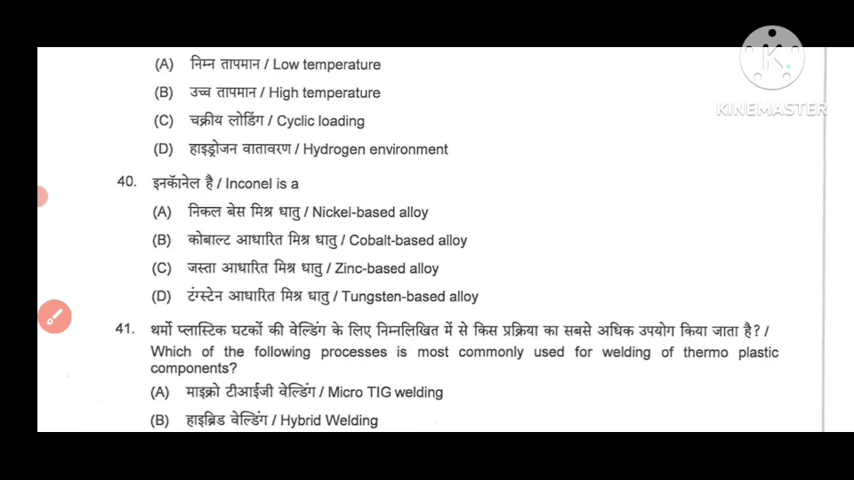 (A) निम्न तापमान / Low temperature
(B) उच्च तापमान / High temperature
(C) चक्रीय लोडिंग / Cyclic loading
(D) हाइड्रोजन वातावरण / Hydrogen environment
40. इनकॅानेल है / Inconel is a
(A) निकल बेस मिश्र धातु / Nickel-based alloy
(B) कोबाल्ट आधारित मिश्र धातु / Cobalt-based alloy
(C) जस्ता आधारित मिश्र धातु / Zinc-based alloy
(D) टंग्स्टेन आधारित मिश्र धातु / Tungsten-based alloy
41. थर्मो प्लास्टिक घटकों की वेल्डिंग के लिए निम्नलिखित में से किस प्रक्रिया का सबसे अधिक उपयोग किया जाता है? /
Which of the following processes is most commonly used for welding of thermo plastic
components?
(A) माइक्रो टीआईजी वेल्डिंग / Micro TIG welding
(B) हाइब्रिड वेल्डिंग / Hybrid Welding
K
KINEMASTER